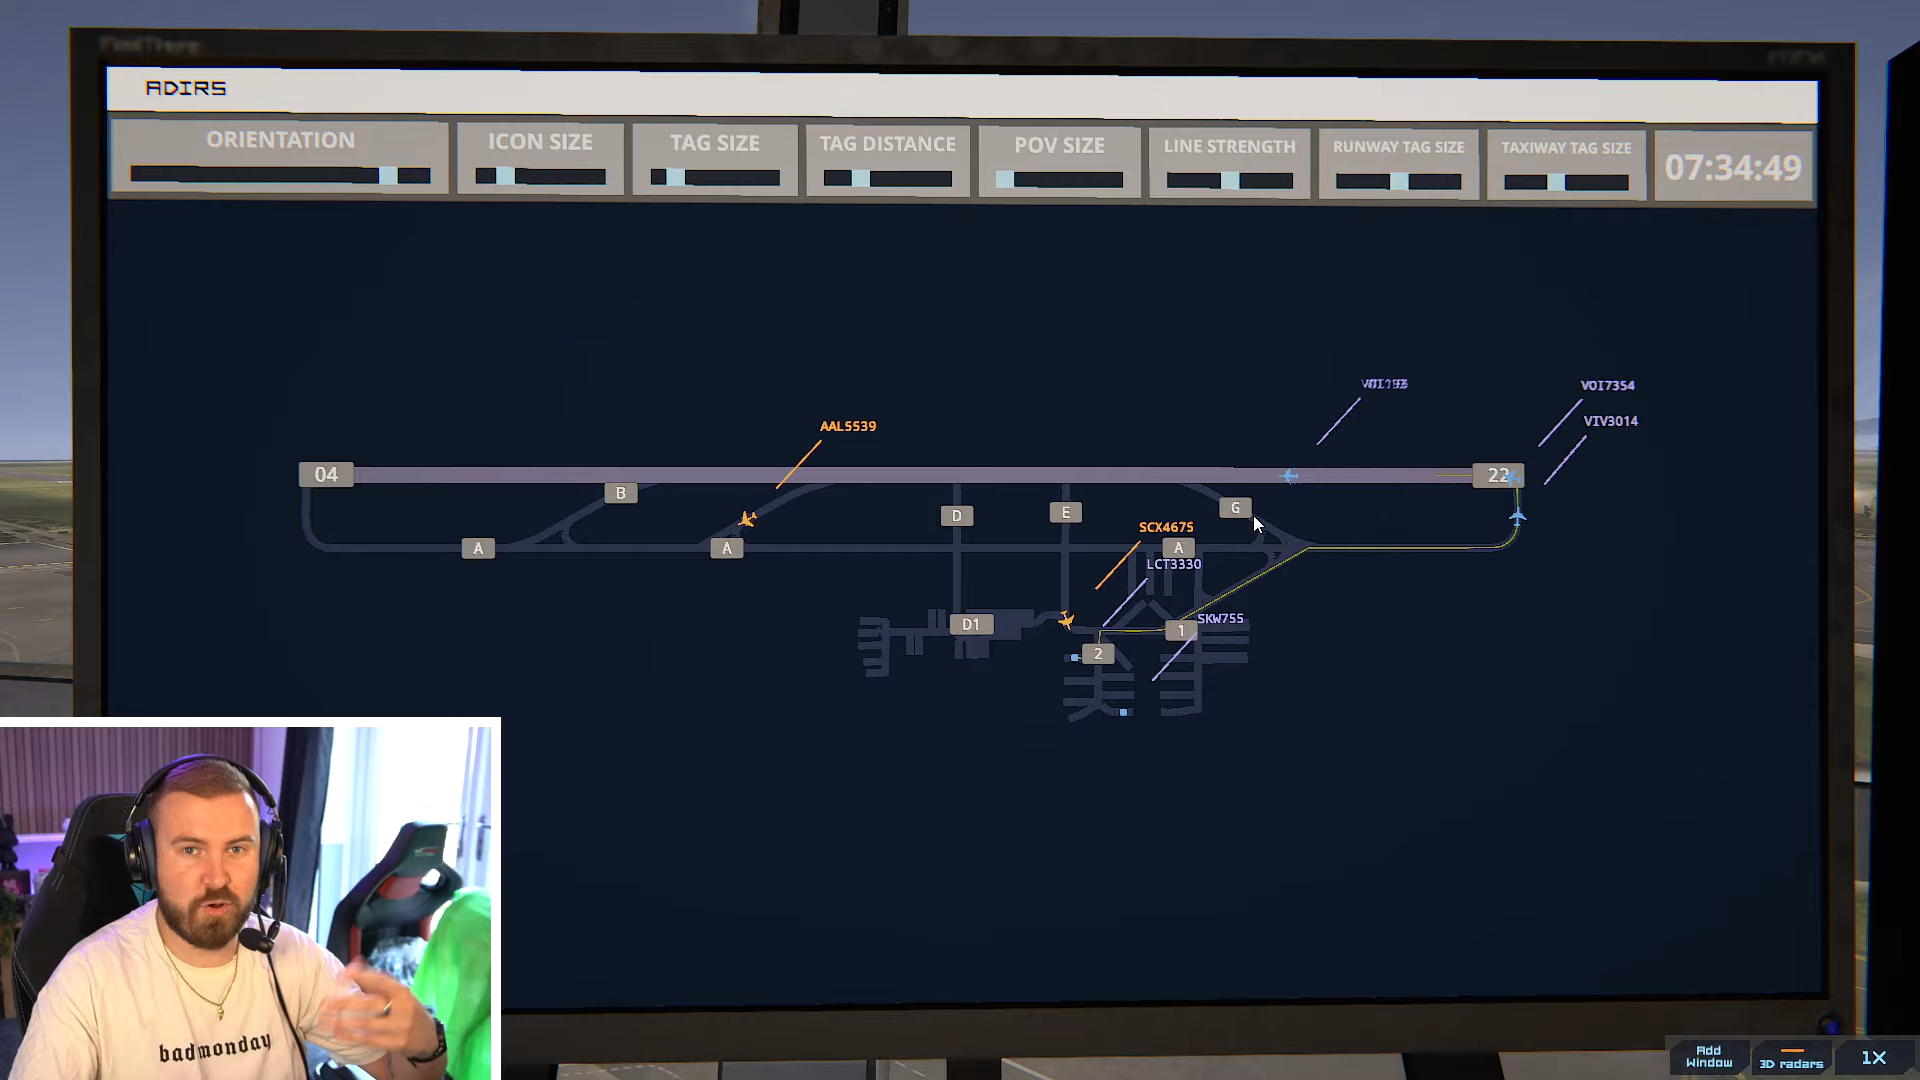 ADIRS
ORIENTATION
ICON SIZE
TAG SIZE
TAG DISTANCE
POV SIZE
LINE STRENGTH
RUNWAY TAG SIZE
TAXIWAY TAG SIZE
07:34:49
VOI7354
VIV3014
AAL5539
04
22
B
G
D
E
SCX4675
A
A
A
LCT3330
SKW755
D1
1
2
badmonday
Add
Window
3D radars
1X